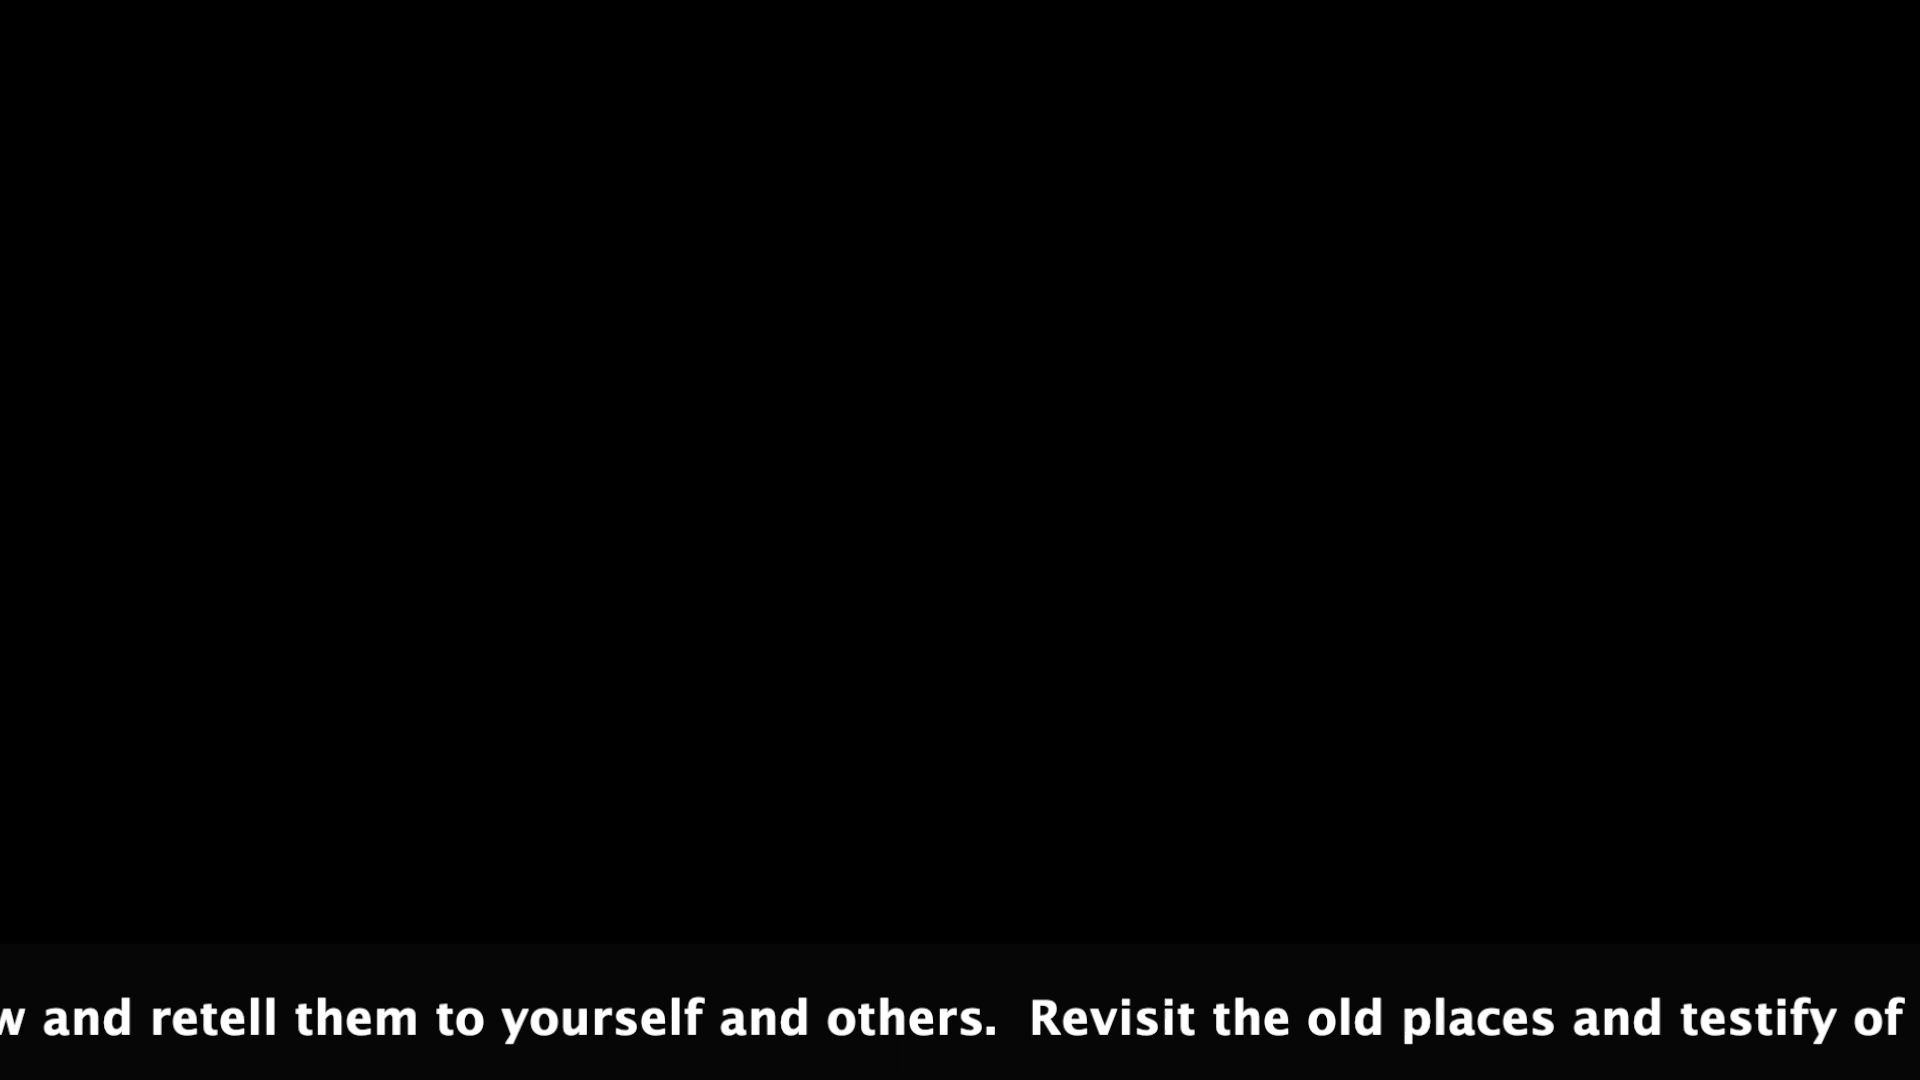 w and retell them to yourself and others. Revisit the old places and testify of